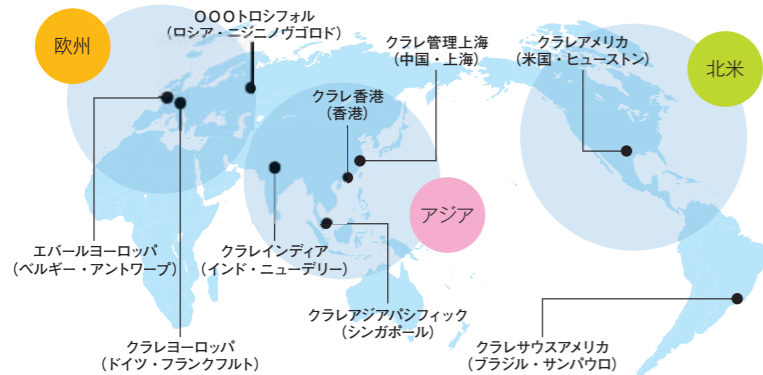 欧州
〇〇〇トロシフォル
(ロシア・ニジニノヴゴロド)
クラレ管理上海
(中国・上海)
クラレアメリカ
(米国・ヒューストン)
北米
クラレ香港
(香港)
アジア
エバールヨーロッパ
(ベルギー・アントワープ)
クラレインディア
(インド・ニューデリー)
クラレアジアパシフィック
(シンガポール)
クラレヨーロッパ
(ドイツ・フランクフルト)
クラレサウスアメリカ
(ブラジル・サンパウロ)